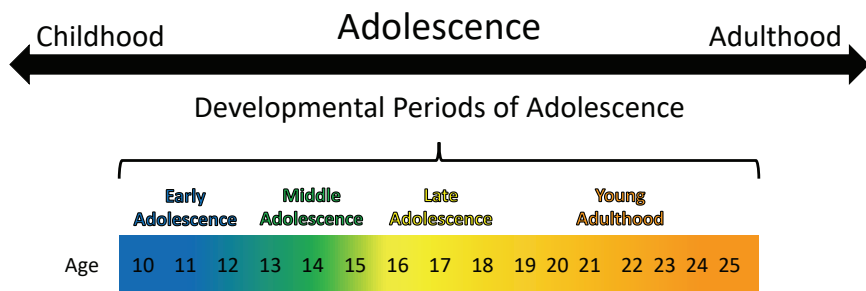 Adolescence
Childhood
Adulthood
Developmental Periods of Adolescence
Early
Adolescence
Middle
Adolescence
Late
Adolescence
Young
Adulthood
Age 10 11 12 13 14 15 16 17 18 19 20 21 22 23 24 25